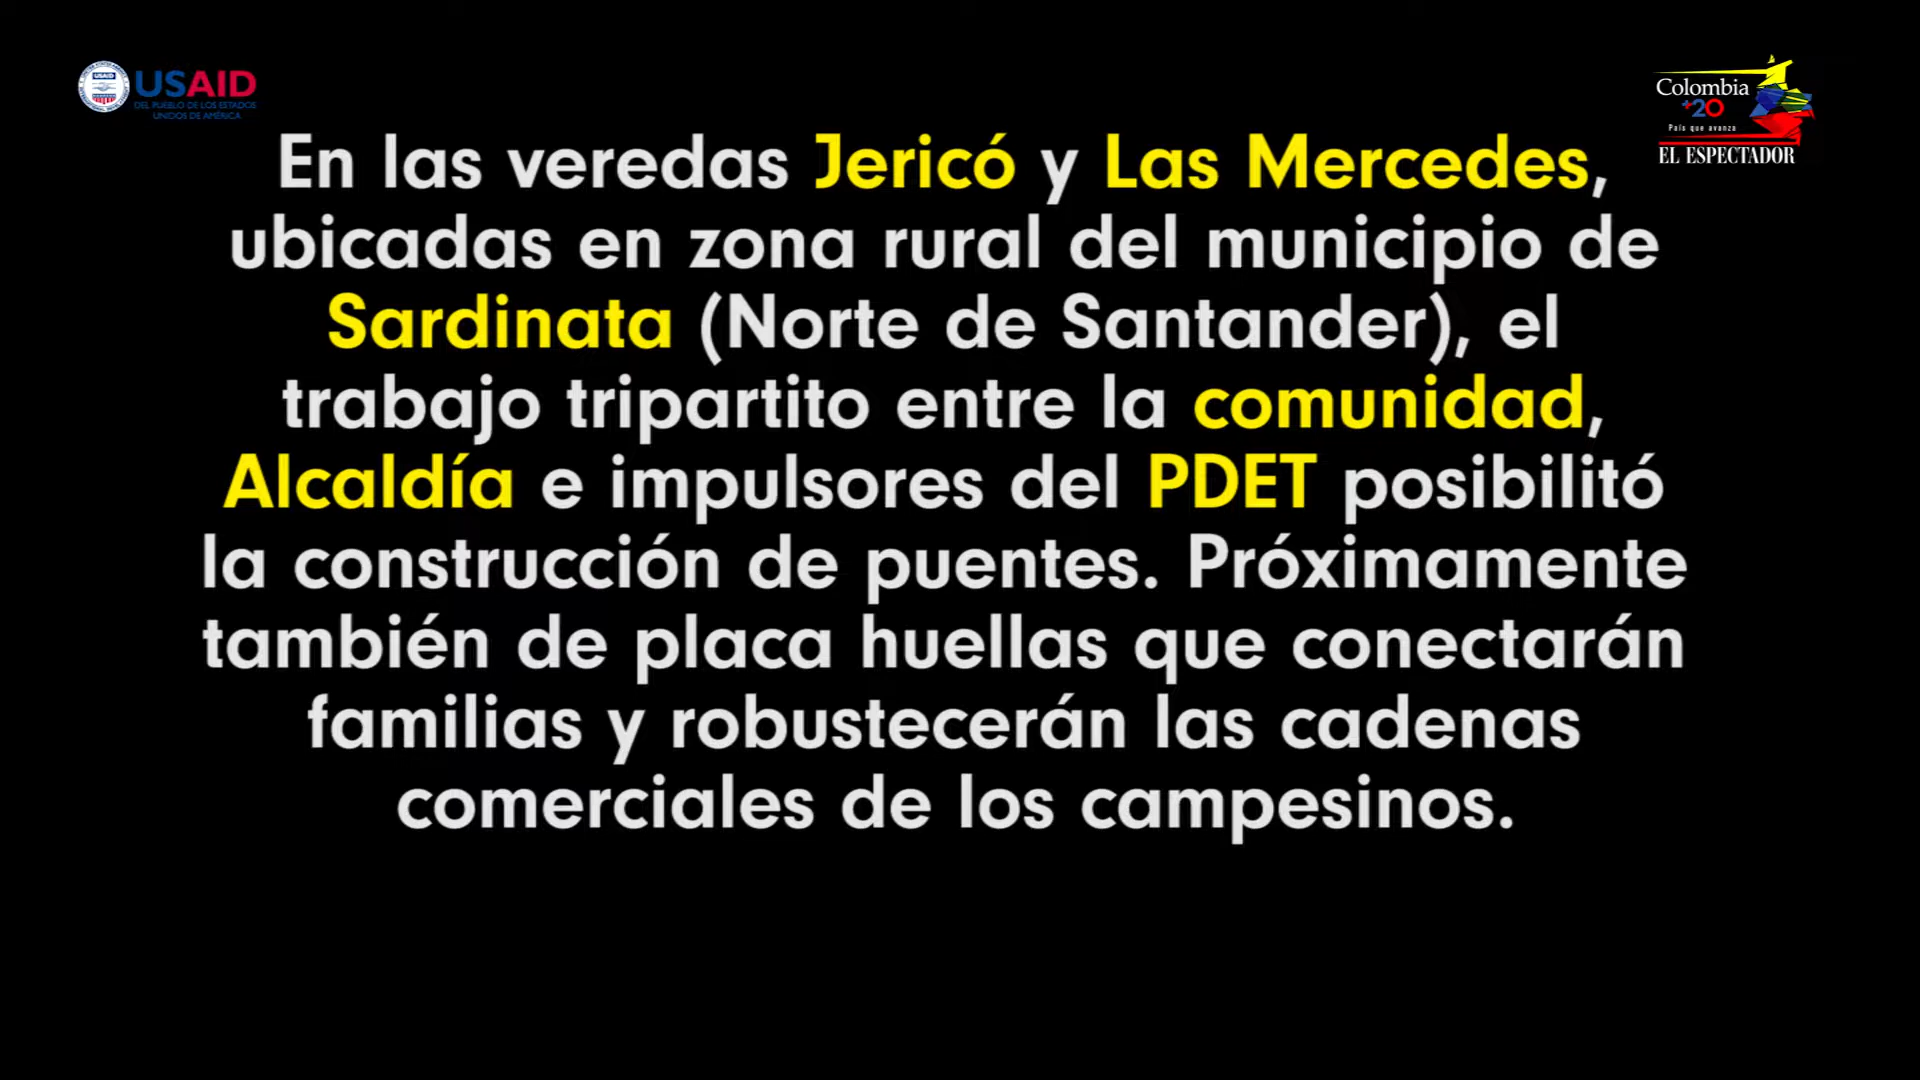 USAID
DEL PUEBLO DE LOS ESTADOS
UNIDOS DE AMÉRICA
Colombia
+20
País que avanza
EL ESPECTADOR
En las veredas Jericó y Las Mercedes,
ubicadas en zona rural del municipio de
Sardinata (Norte de Santander), el
trabajo tripartito entre la comunidad,
Alcaldía e impulsores del PDET posibilitó
la construcción de puentes. Próximamente
también de placa huellas que conectarán
familias y robustecerán las cadenas
comerciales de los campesinos.